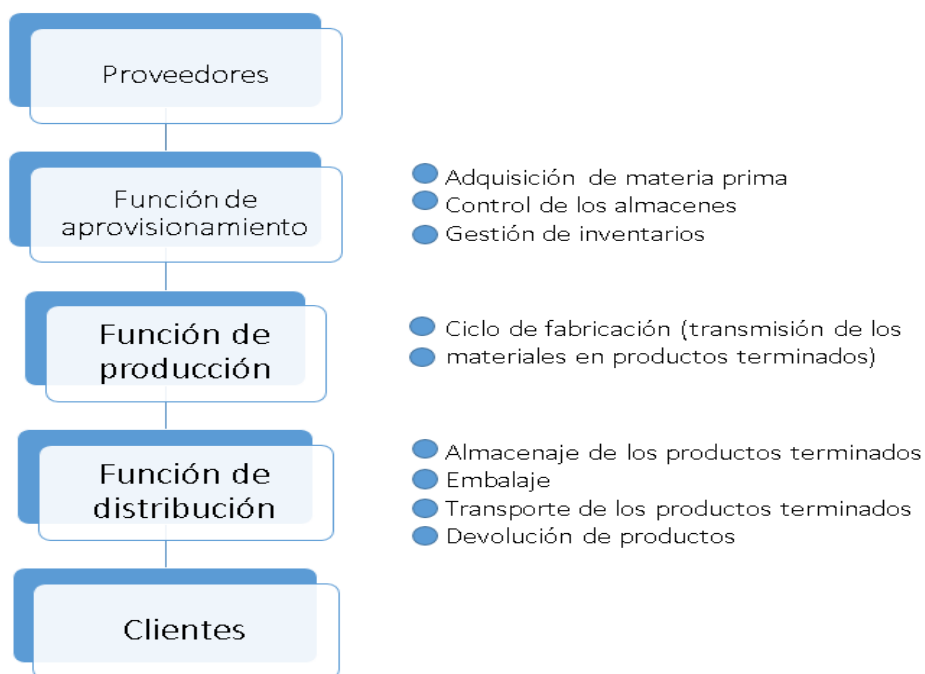 Proveedores
Función de
aprovisionamiento
Adquisición de materia prima
Control de los almacenes
Gestión de inventarios
Función de
producción
Ciclo de fabricación (transmisión de los
materiales en productos terminados)
Función de
distribución
Almacenaje de los productos terminados
Embalaje
Transporte de los productos terminados
Devolución de productos
Clientes